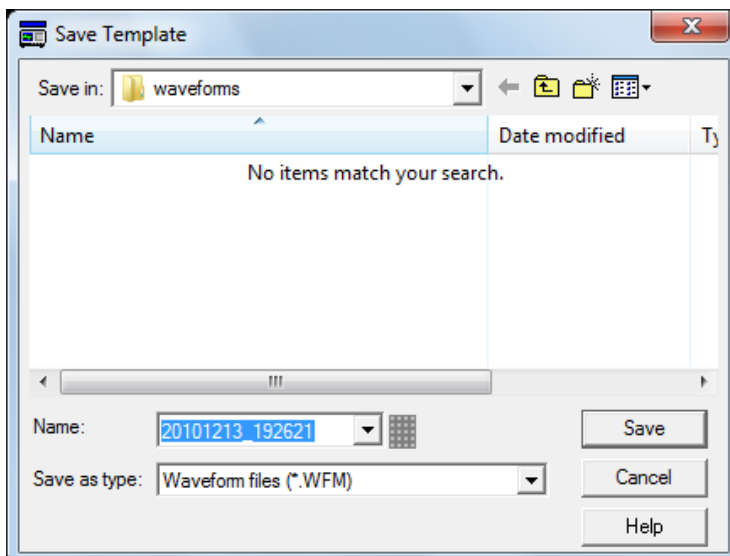 Save Template
Save in: waveforms
Name Date modified Ty
No items match your search.
Name: 20101213_192621 Save
Save as type: Waveform files (*.WFM) Cancel
Help